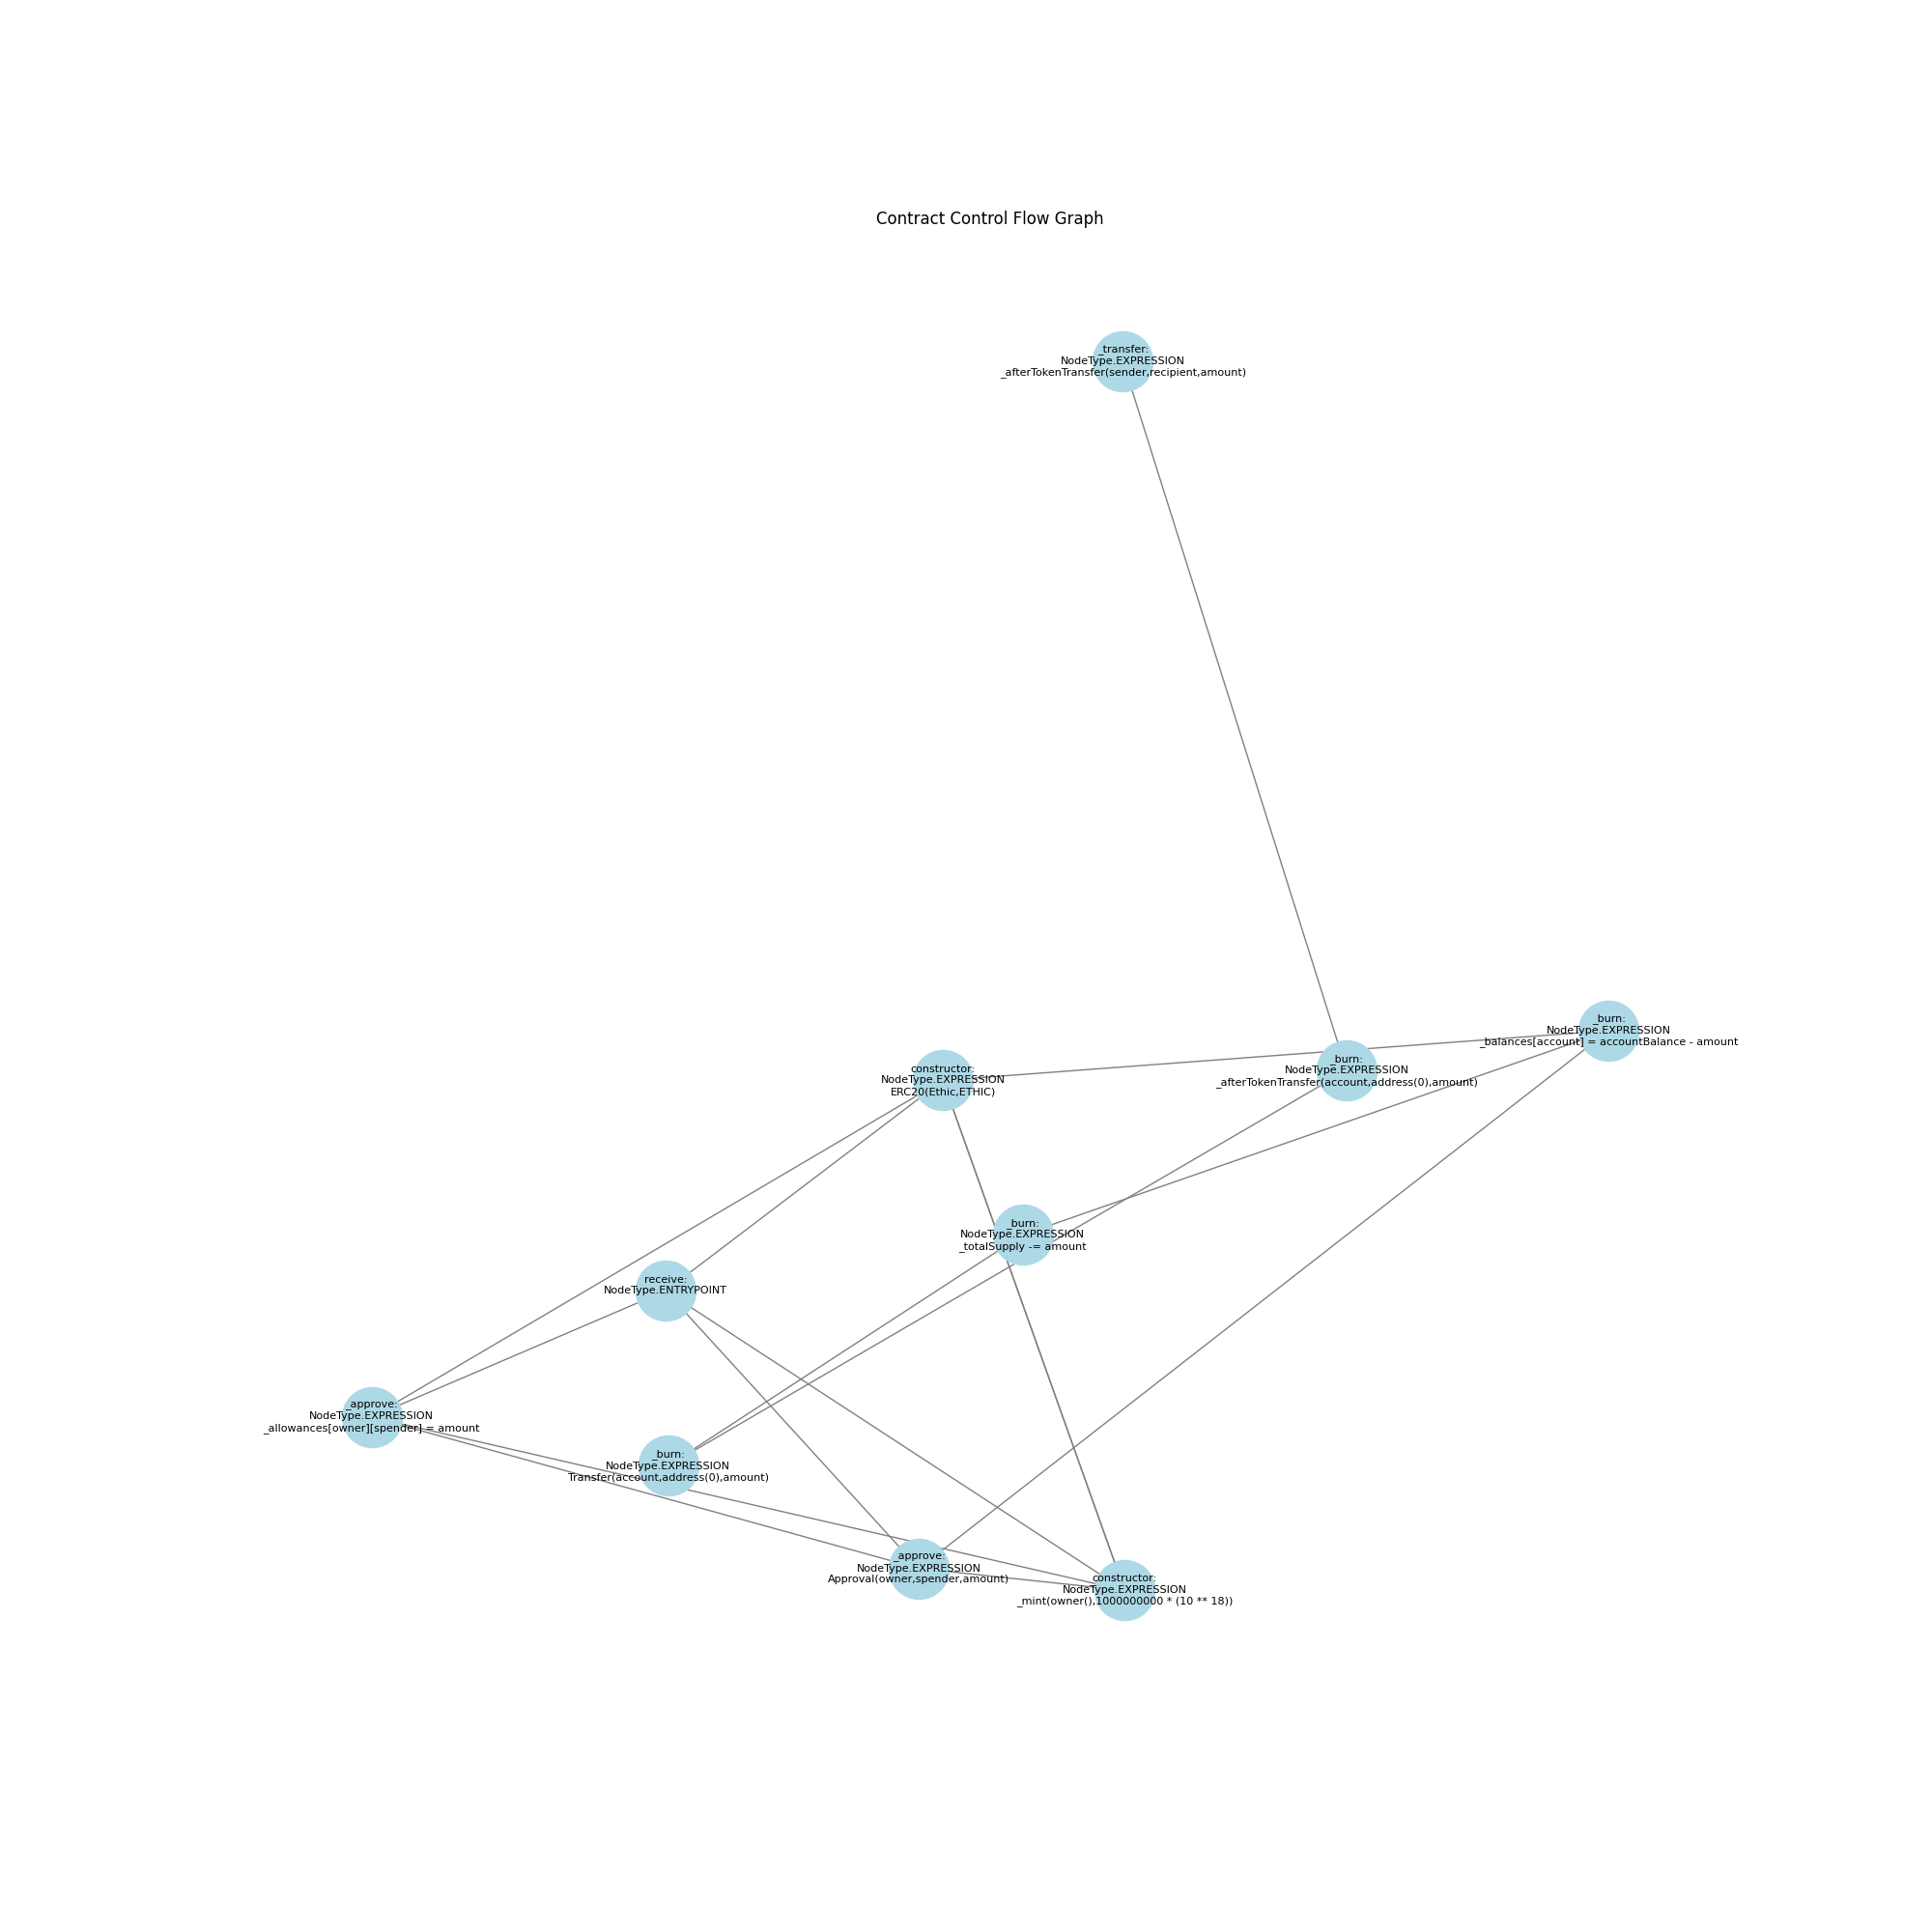 Contract Control Flow Graph
_transfer:
NodeType.EXPRESSION
_afterTokenTransfer(sender,recipient,amount)
_burn:
NodeType.EXPRESSION
_balances[account] = accountBalance - amount
_burn:
NodeType.EXPRESSION
_afterTokenTransfer(account,address(0),amount)
constructor:
NodeType.EXPRESSION
ERC20(Ethic,ETHIC)
_burn:
NodeType.EXPRESSION
_totalSupply -= amount
receive:
NodeType.ENTRYPOINT
_approve:
NodeType.EXPRESSION
_allowances[owner][spender] = amount
_burn:
NodeType.EXPRESSION
Transfer(account,address(0),amount)
_approve:
NodeType.EXPRESSION
Approval(owner,spender,amount)
constructor:
NodeType.EXPRESSION
_mint(owner(),1000000000 * (10 ** 18))